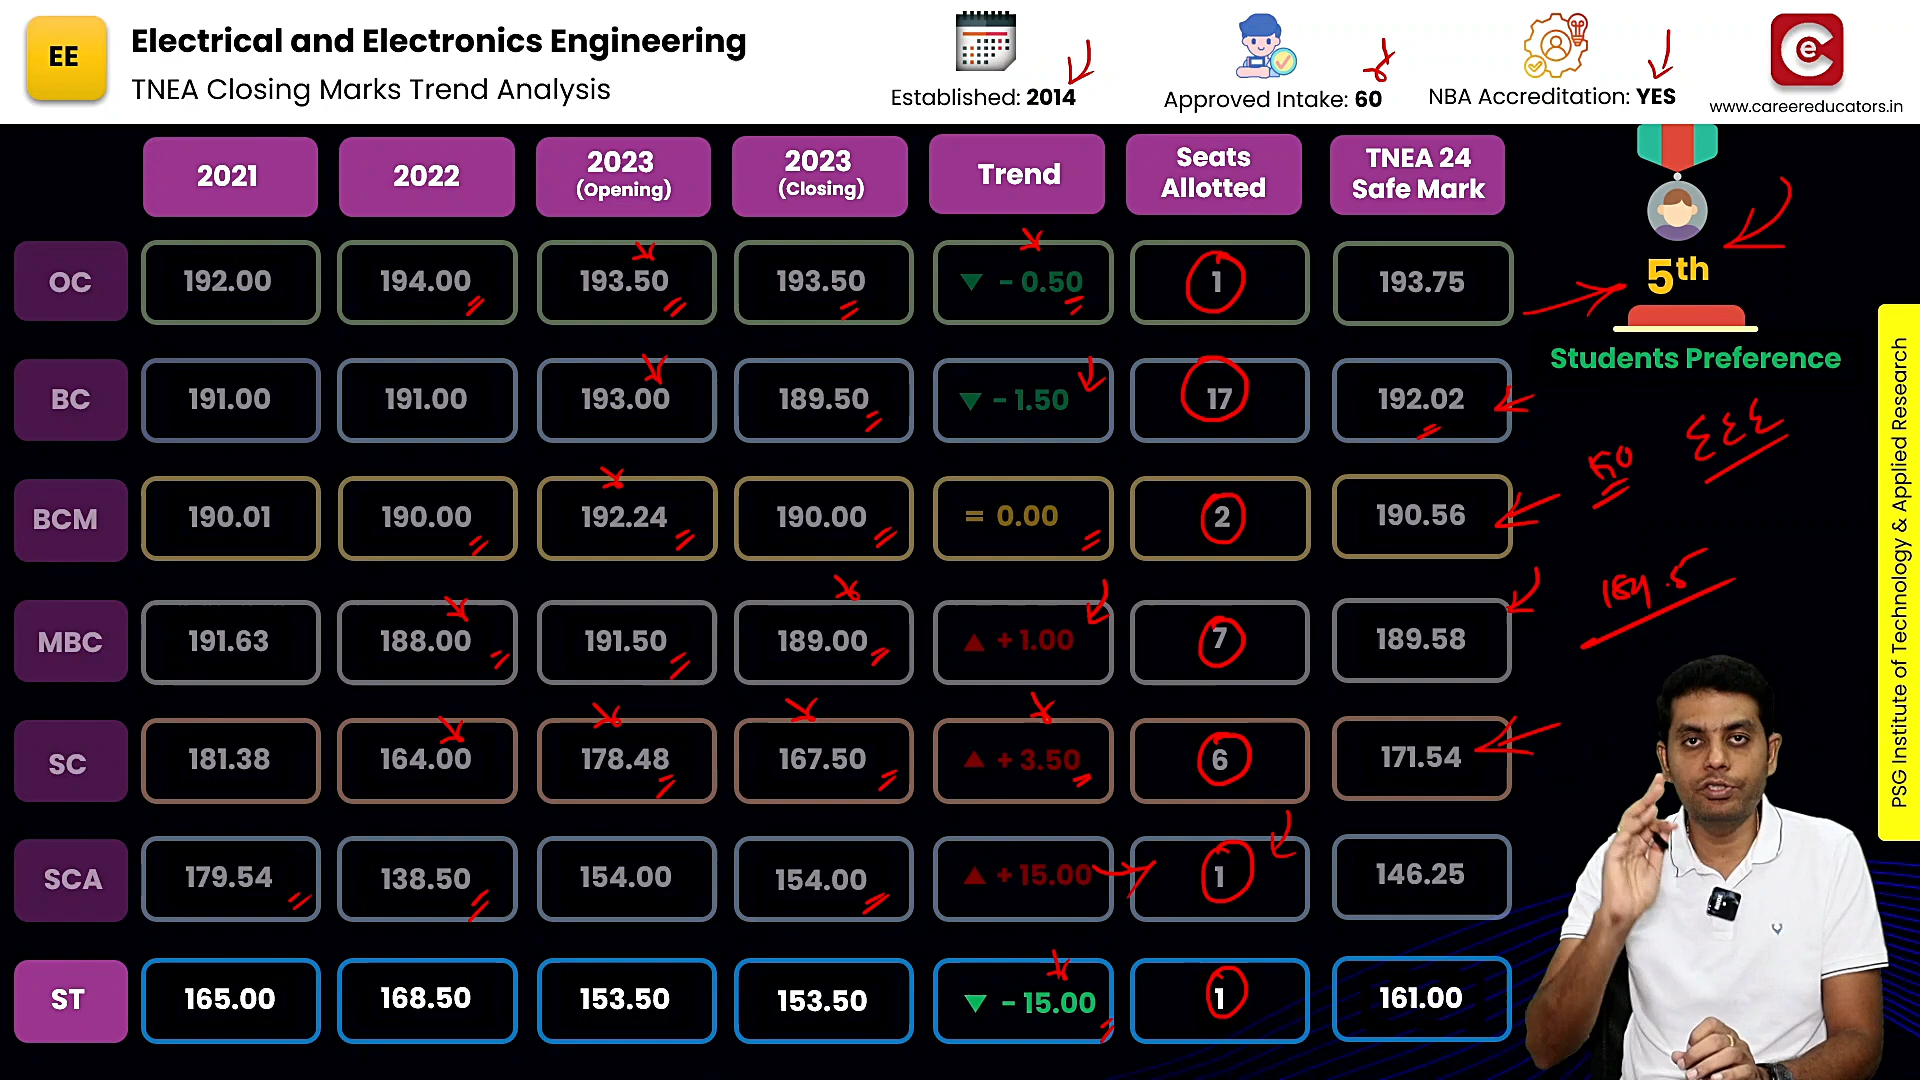 EE
Electrical and Electronics Engineering
TNEA Closing Marks Trend Analysis
Established: 2014
Approved Intake: 60
NBA Accreditation: YES
e
www.careereducators.in
2021
2022
2023
(Opening)
2023
(Closing)
Trend
Seats
Allotted
TNEA 24
Safe Mark
OC
192.00
194.00
193.50
193.50
▼ - 0.50
1
193.75
BC
191.00
191.00
193.00
189.50
▼ - 1.50
17
192.02
BCM
190.01
190.00
192.24
190.00
= 0.00
2
190.56
MBC
191.63
188.00
191.50
189.00
▲ + 1.00
7
189.58
SC
181.38
164.00
178.48
167.50
▲ + 3.50
6
171.54
SCA
179.54
138.50
154.00
154.00
▲ + 15.00
1
146.25
ST
165.00
168.50
153.50
153.50
▼ - 15.00
1
161.00
5th
Students Preference
PSG Institute of Technology & Applied Research